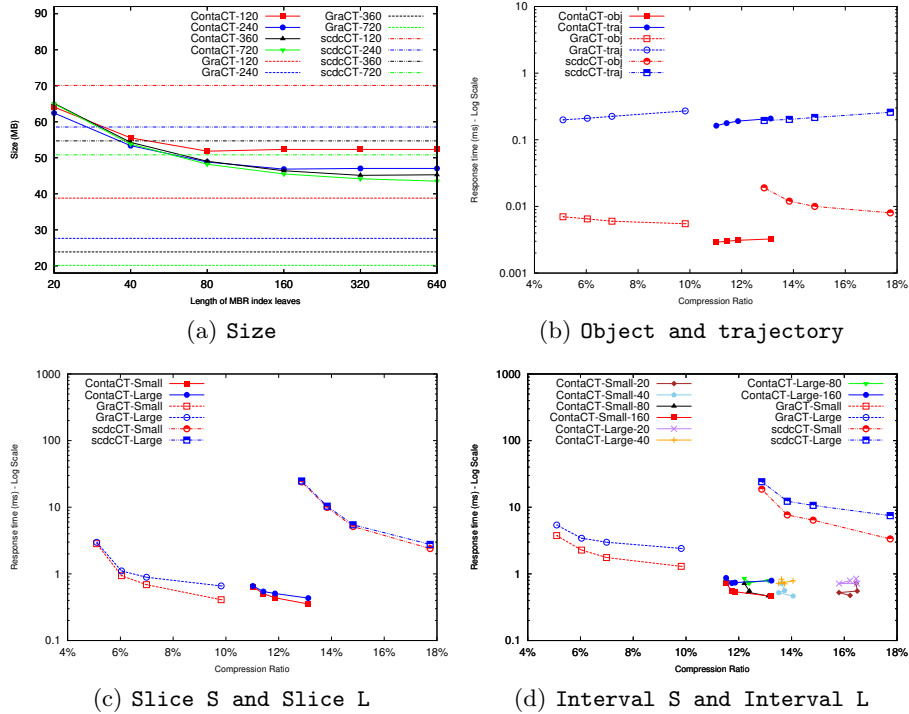 ContaCT-120
ContaCT-240
ContaCT-360
ContaCT-720
GraCT-120
GraCT-240
GraCT-360
GraCT-720
scdcCT-120
scdcCT-240
scdcCT-360
scdcCT-720
90
80
70
60
50
40
30
20
Size (MB)
20 40 80 160 320 640
Length of MBR index leaves
(a) Size
ContaCT-obj
ContaCT-traj
GraCT-obj
GraCT-traj
scdcCT-obj
scdcCT-traj
10
1
0.1
0.01
0.001
Response time (ms) - Log Scale
4% 6% 8% 10% 12% 14% 16% 18%
Compression Ratio
(b) Object and trajectory
ContaCT-Small
ContaCT-Large
GraCT-Small
GraCT-Large
scdcCT-Small
scdcCT-Large
1000
100
10
1
0.1
Response time (ms) - Log Scale
4% 6% 8% 10% 12% 14% 16% 18%
Compression Ratio
(c) Slice S and Slice L
ContaCT-Small-20
ContaCT-Small-40
ContaCT-Small-80
ContaCT-Small-160
ContaCT-Large-20
ContaCT-Large-40
ContaCT-Large-80
ContaCT-Large-160
GraCT-Small
GraCT-Large
scdcCT-Small
scdcCT-Large
1000
100
10
1
0.1
Response time (ms) - Log Scale
4% 6% 8% 10% 12% 14% 16% 18%
Compression Ratio
(d) Interval S and Interval L